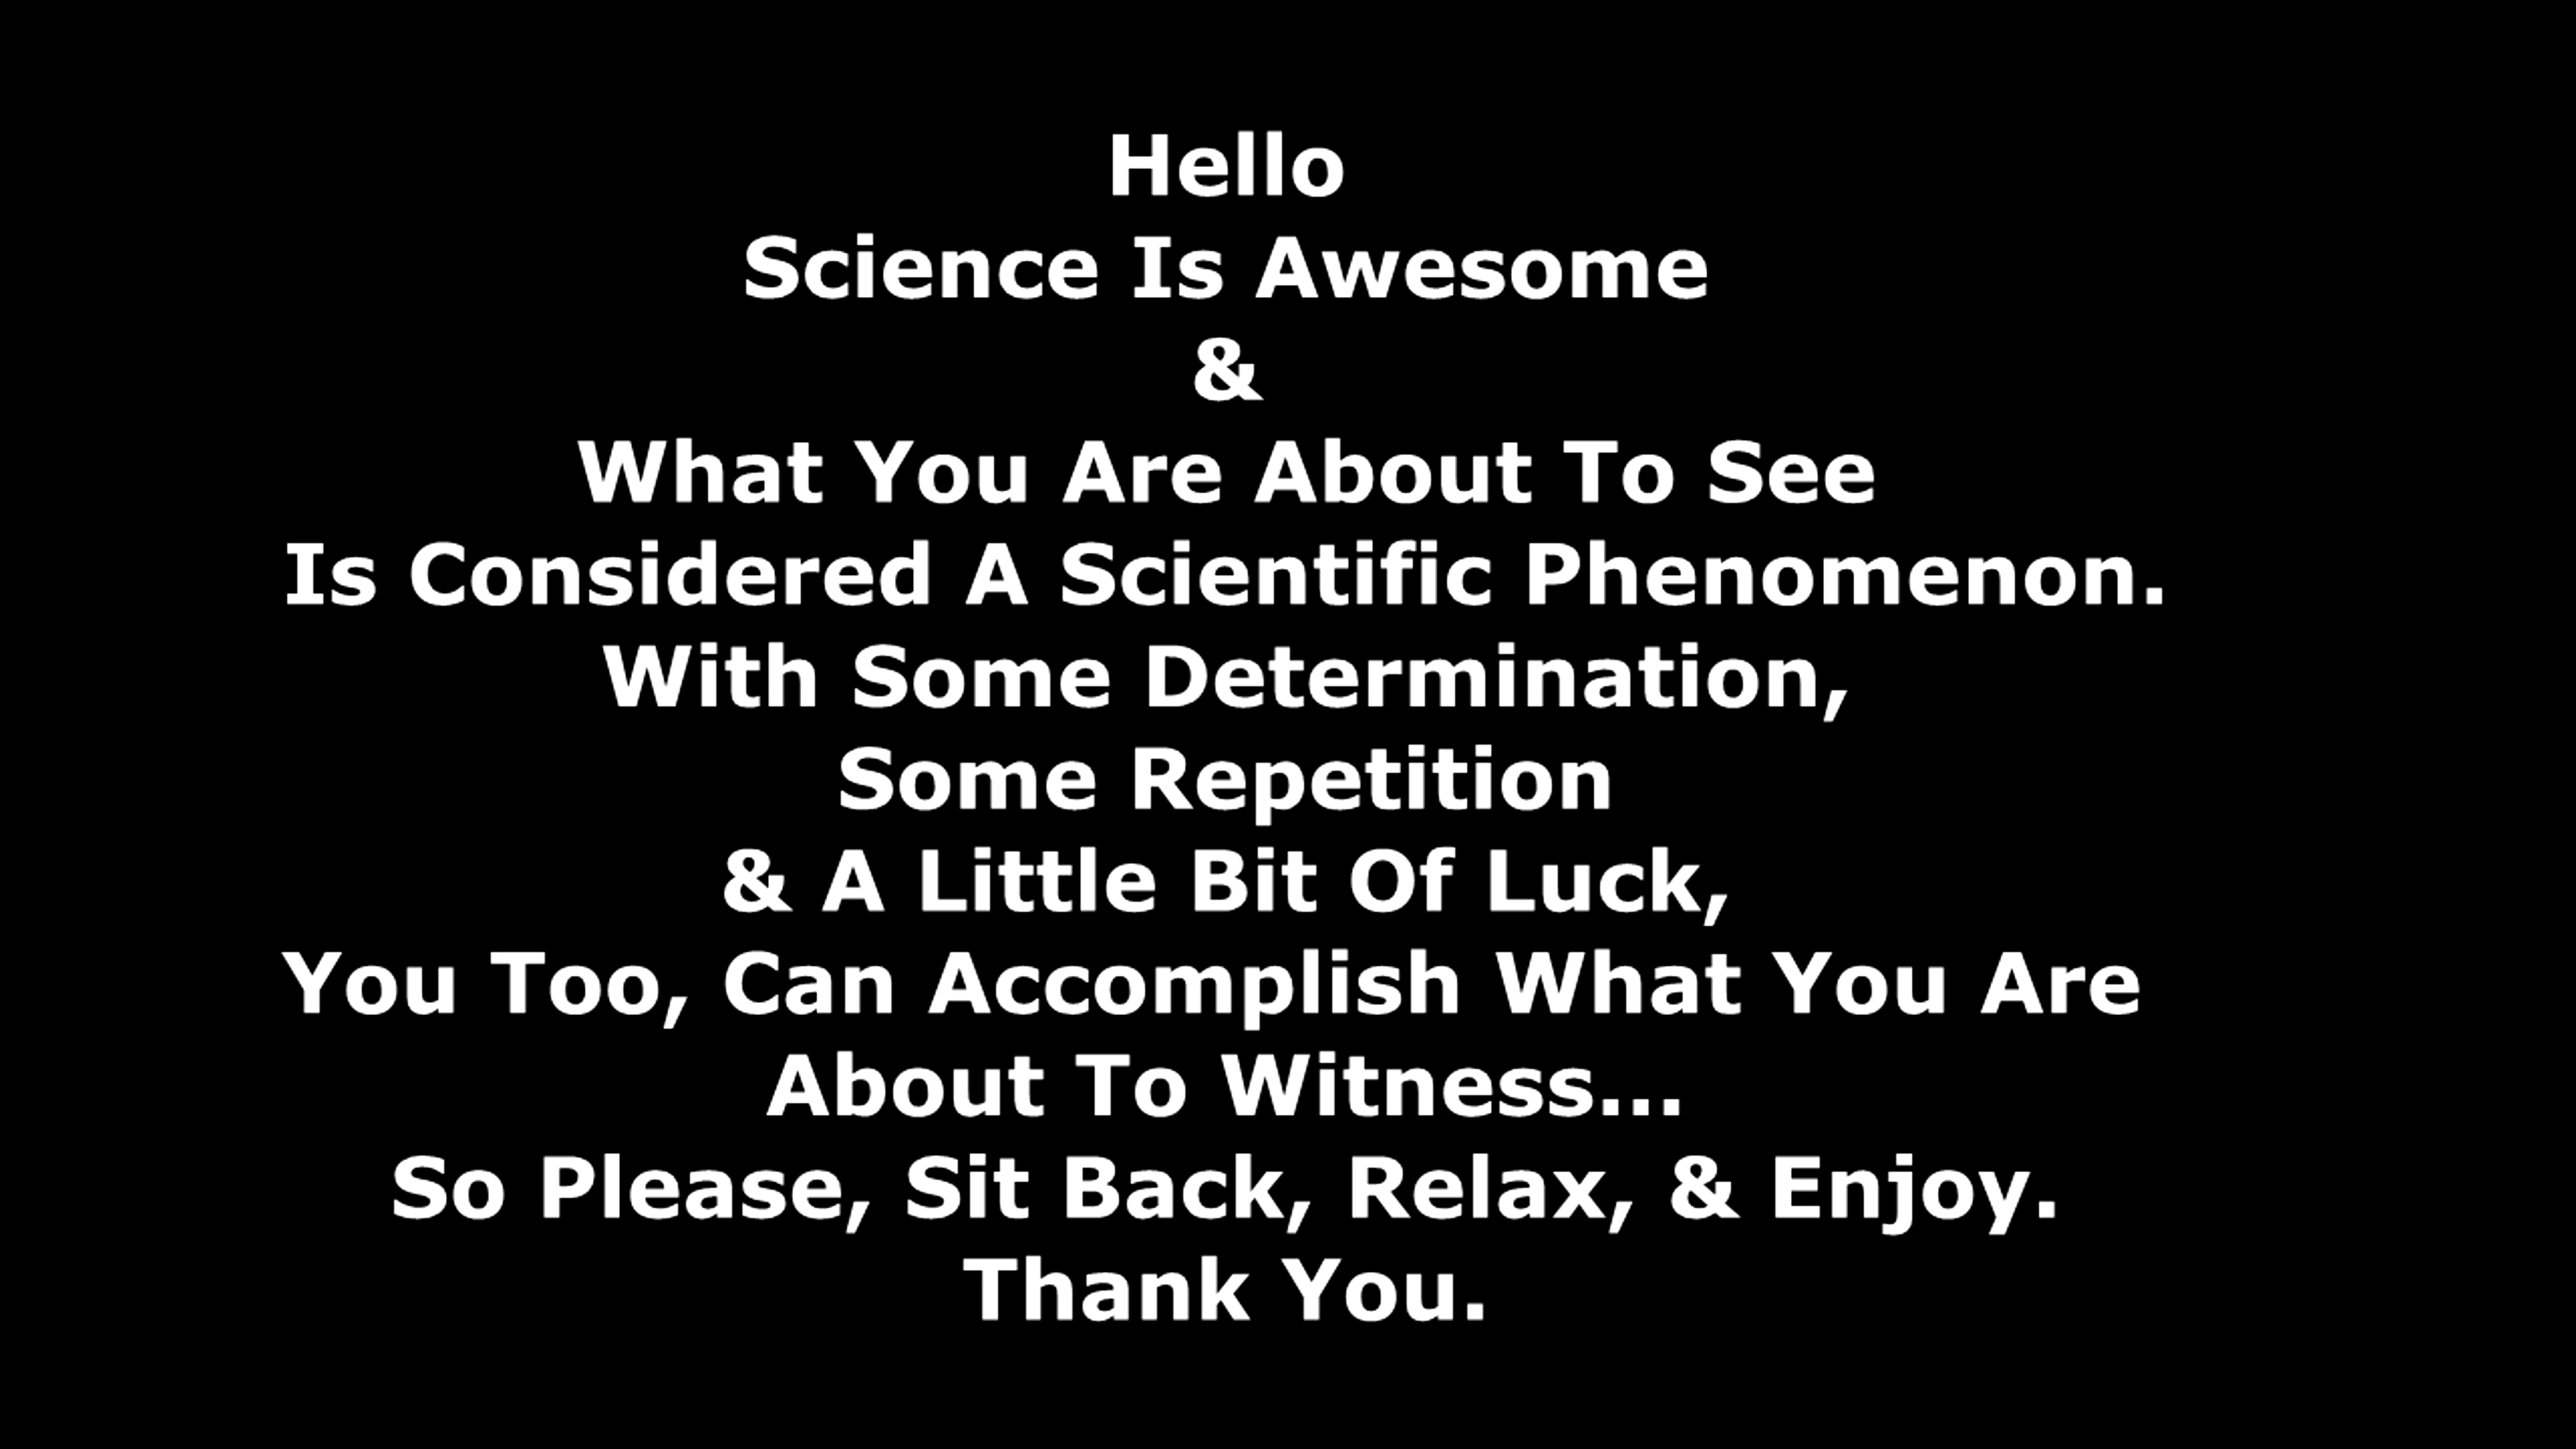 Hello
Science Is Awesome
&
What You Are About To See
Is Considered A Scientific Phenomenon.
With Some Determination,
Some Repetition
& A Little Bit Of Luck,
You Too, Can Accomplish What You Are
About To Witness...
So Please, Sit Back, Relax, & Enjoy.
Thank You.